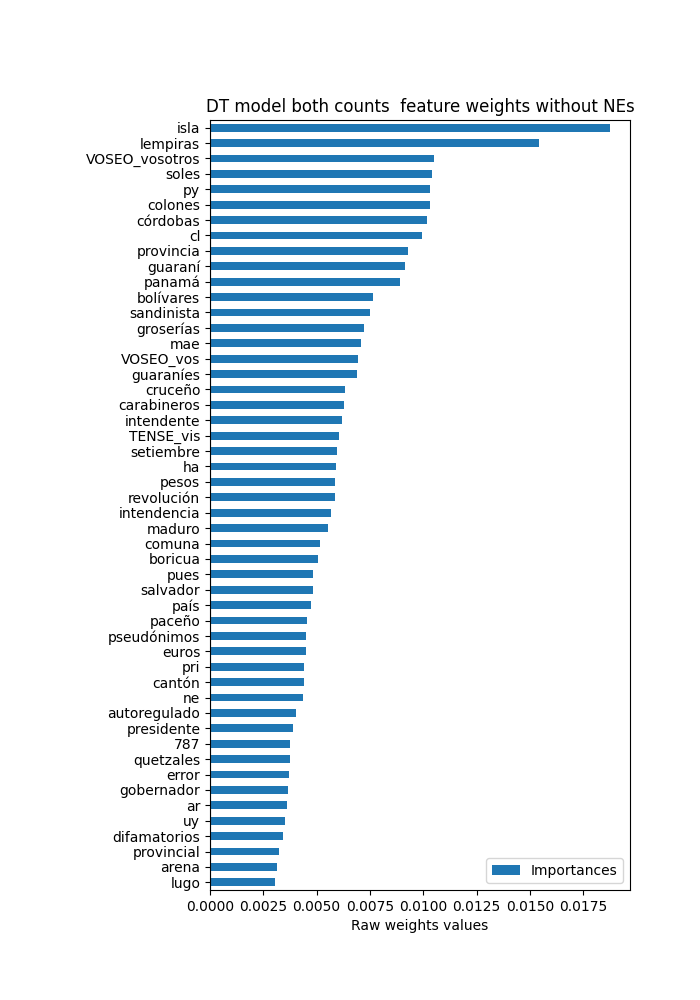 DT model both counts  feature weights without NEs
isla
lempiras
VOSEO_vosotros
soles
py
colones
córdobas
cl
provincia
guaraní
panamá
bolívares
sandinista
groserías
mae
VOSEO_vos
guaraníes
cruceño
carabineros
intendente
TENSE_vis
setiembre
ha
pesos
revolución
intendencia
maduro
comuna
boricua
pues
salvador
país
paceño
pseudónimos
euros
pri
cantón
ne
autoregulado
presidente
787
quetzales
error
gobernador
ar
uy
difamatorios
provincial
arena
lugo
Importances
0.0000 0.0025 0.0050 0.0075 0.0100 0.0125 0.0150 0.0175
Raw weights values